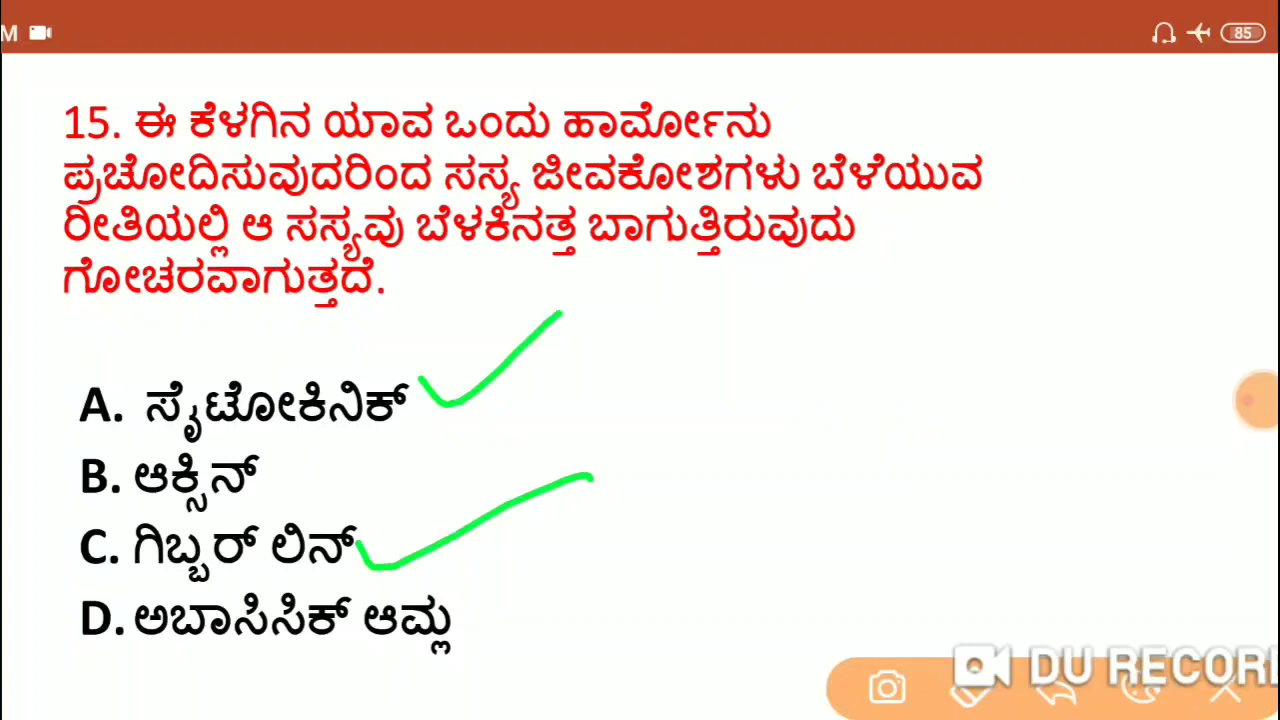 M
85
15. ಈ ಕೆಳಗಿನ ಯಾವ ಒಂದು ಹಾರ್ಮೋನು
ಪ್ರಚೋದಿಸುವುದರಿಂದ ಸಸ್ಯ ಜೀವಕೋಶಗಳು ಬೆಳೆಯುವ
ರೀತಿಯಲ್ಲಿ ಆ ಸಸ್ಯವು ಬೆಳಕಿನತ್ತ ಬಾಗುತ್ತಿರುವುದು
ಗೋಚರವಾಗುತ್ತದೆ.
A. ಸೈಟೋಕಿನಿಕ್
B. ಆಕ್ಸಿನ್
C. ಗಿಬ್ಬರ್ ಲಿನ್
D. ಅಬಾಸಿಸಿಕ್ ಆಮ್ಲ
DU RECOR